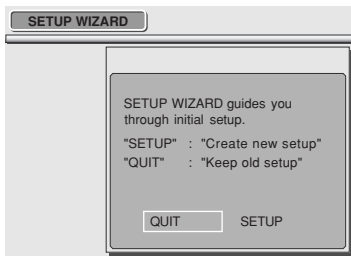 SETUP WIZARD
SETUP WIZARD guides you
through initial setup.
"SETUP" : "Create new setup"
"QUIT" : "Keep old setup"
QUIT SETUP